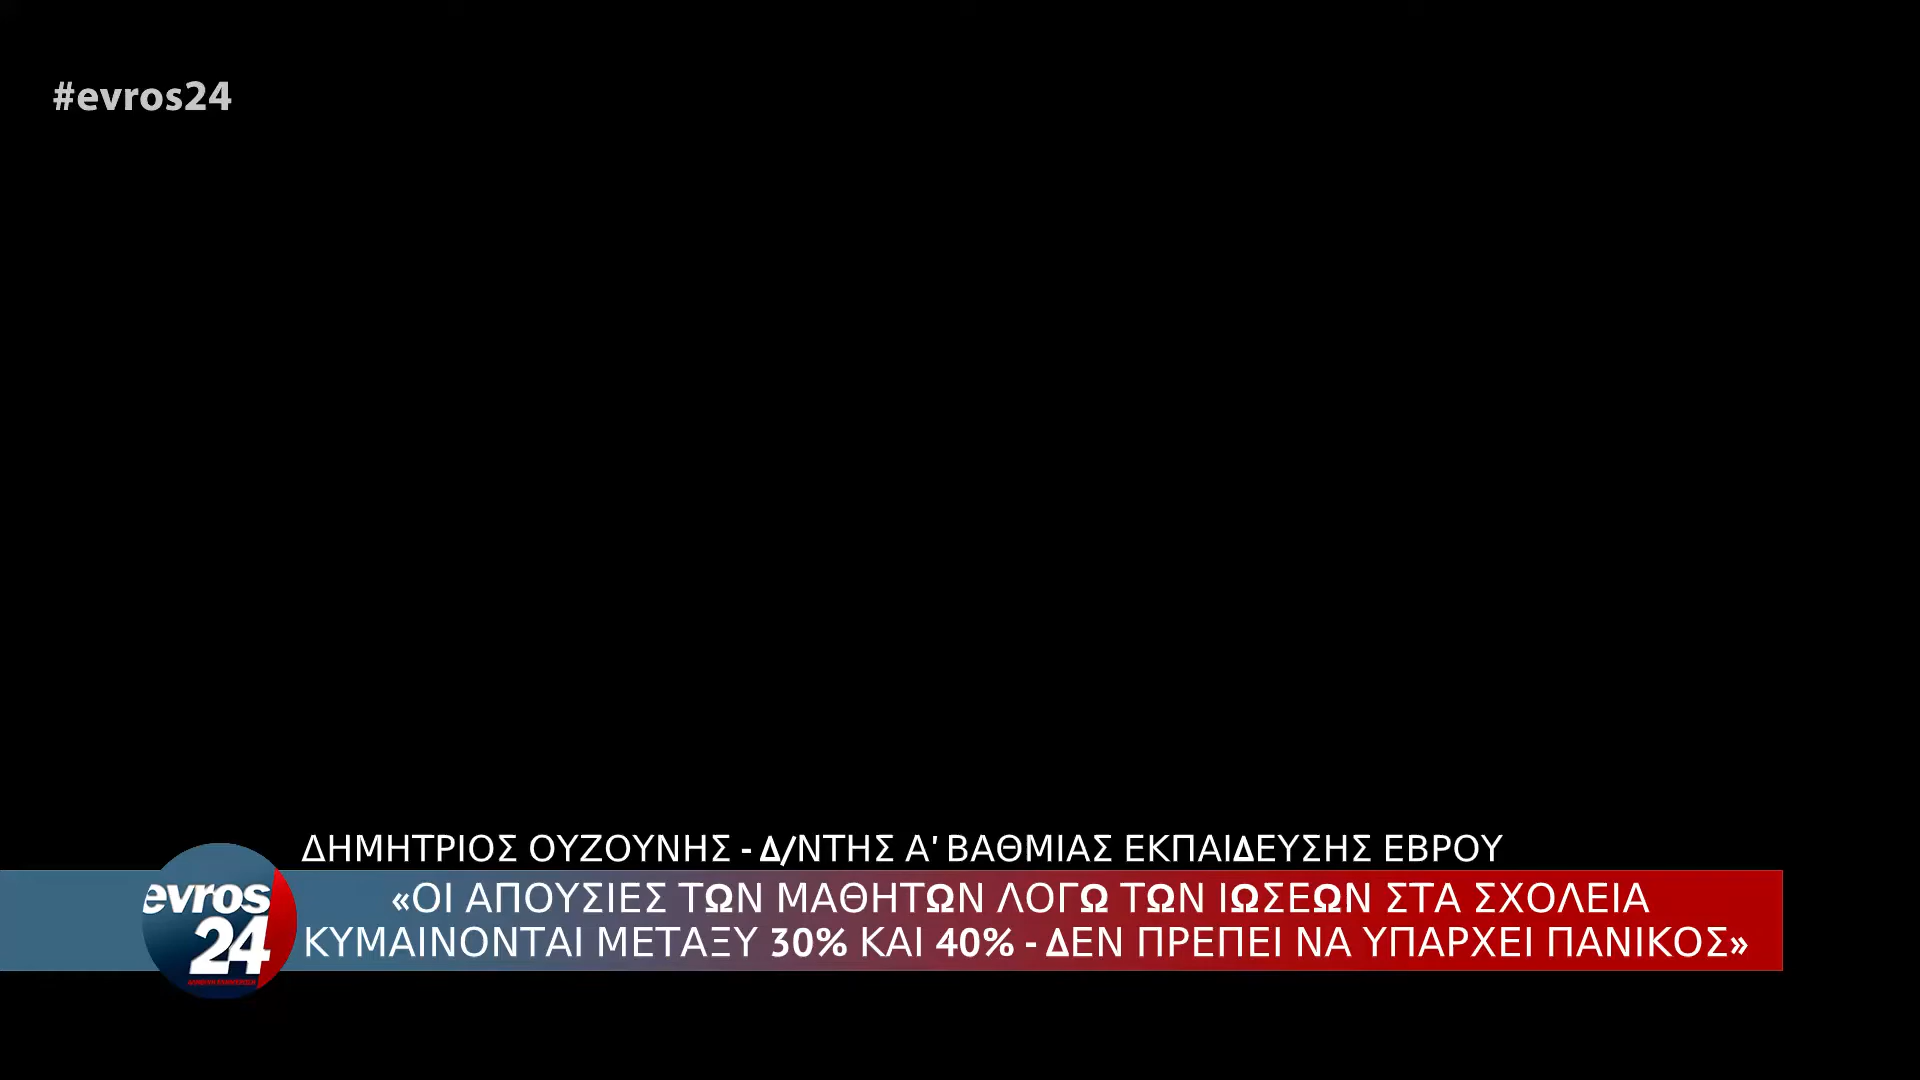 #evros24
ΔΗΜΗΤΡΙΟΣ ΟΥΖΟΥΝΗΣ - Δ/ΝΤΗΣ Α' ΒΑΘΜΙΑΣ ΕΚΠΑΙΔΕΥΣΗΣ ΕΒΡΟΥ
evros
24
«ΟΙ ΑΠΟΥΣΙΕΣ ΤΩΝ ΜΑΘΗΤΩΝ ΛΟΓΩ ΤΩΝ ΙΩΣΕΩΝ ΣΤΑ ΣΧΟΛΕΙΑ
ΚΥΜΑΙΝΟΝΤΑΙ ΜΕΤΑΞΥ 30% ΚΑΙ 40% - ΔΕΝ ΠΡΕΠΕΙ ΝΑ ΥΠΑΡΧΕΙ ΠΑΝΙΚΟΣ»